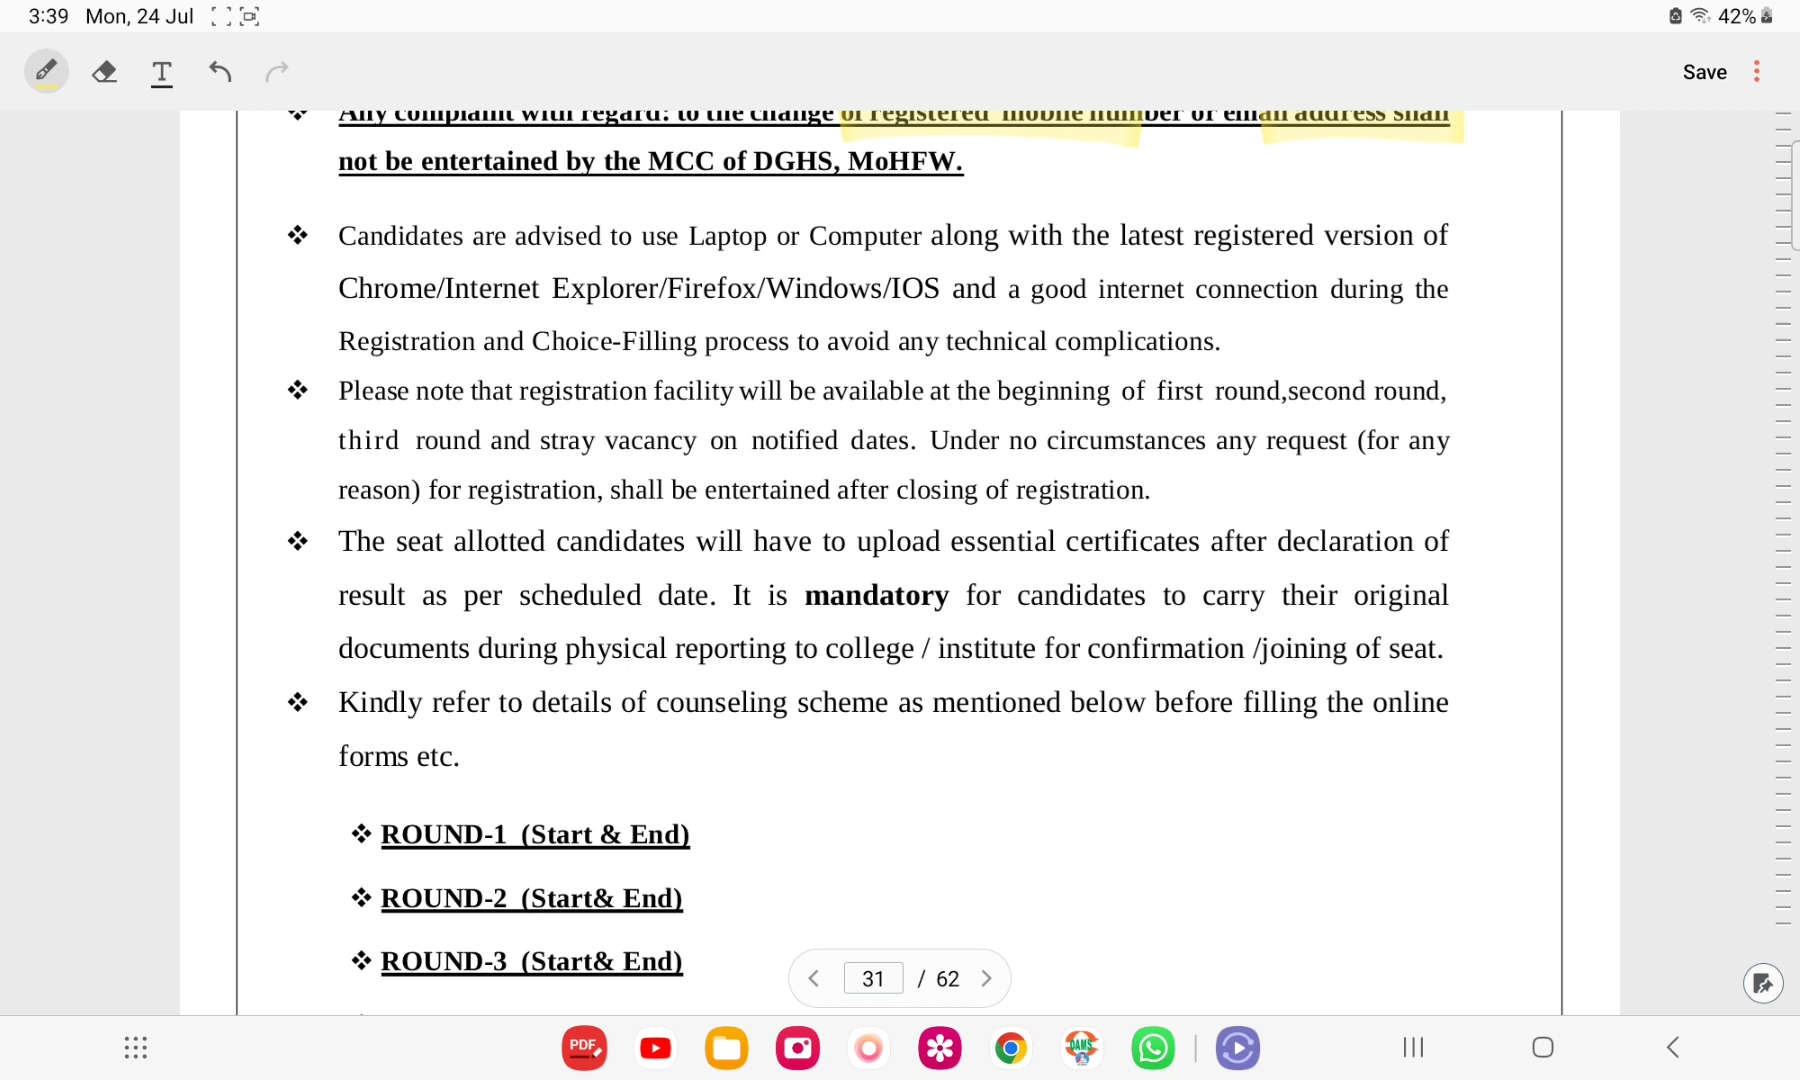 3:39 Mon, 24 Jul
42%
T
Save
❖ Any complaint with regard: to the change of registered mobile number or email address shall
not be entertained by the MCC of DGHS, MoHFW.
❖ Candidates are advised to use Laptop or Computer along with the latest registered version of
Chrome/Internet Explorer/Firefox/Windows/IOS and a good internet connection during the
Registration and Choice-Filling process to avoid any technical complications.
❖ Please note that registration facility will be available at the beginning of first round,second round,
third round and stray vacancy on notified dates. Under no circumstances any request (for any
reason) for registration, shall be entertained after closing of registration.
❖ The seat allotted candidates will have to upload essential certificates after declaration of
result as per scheduled date. It is mandatory for candidates to carry their original
documents during physical reporting to college / institute for confirmation /joining of seat.
❖ Kindly refer to details of counseling scheme as mentioned below before filling the online
forms etc.
❖ ROUND-1 (Start & End)
❖ ROUND-2 (Start& End)
❖ ROUND-3 (Start& End)
31 / 62
PDF
DAMS